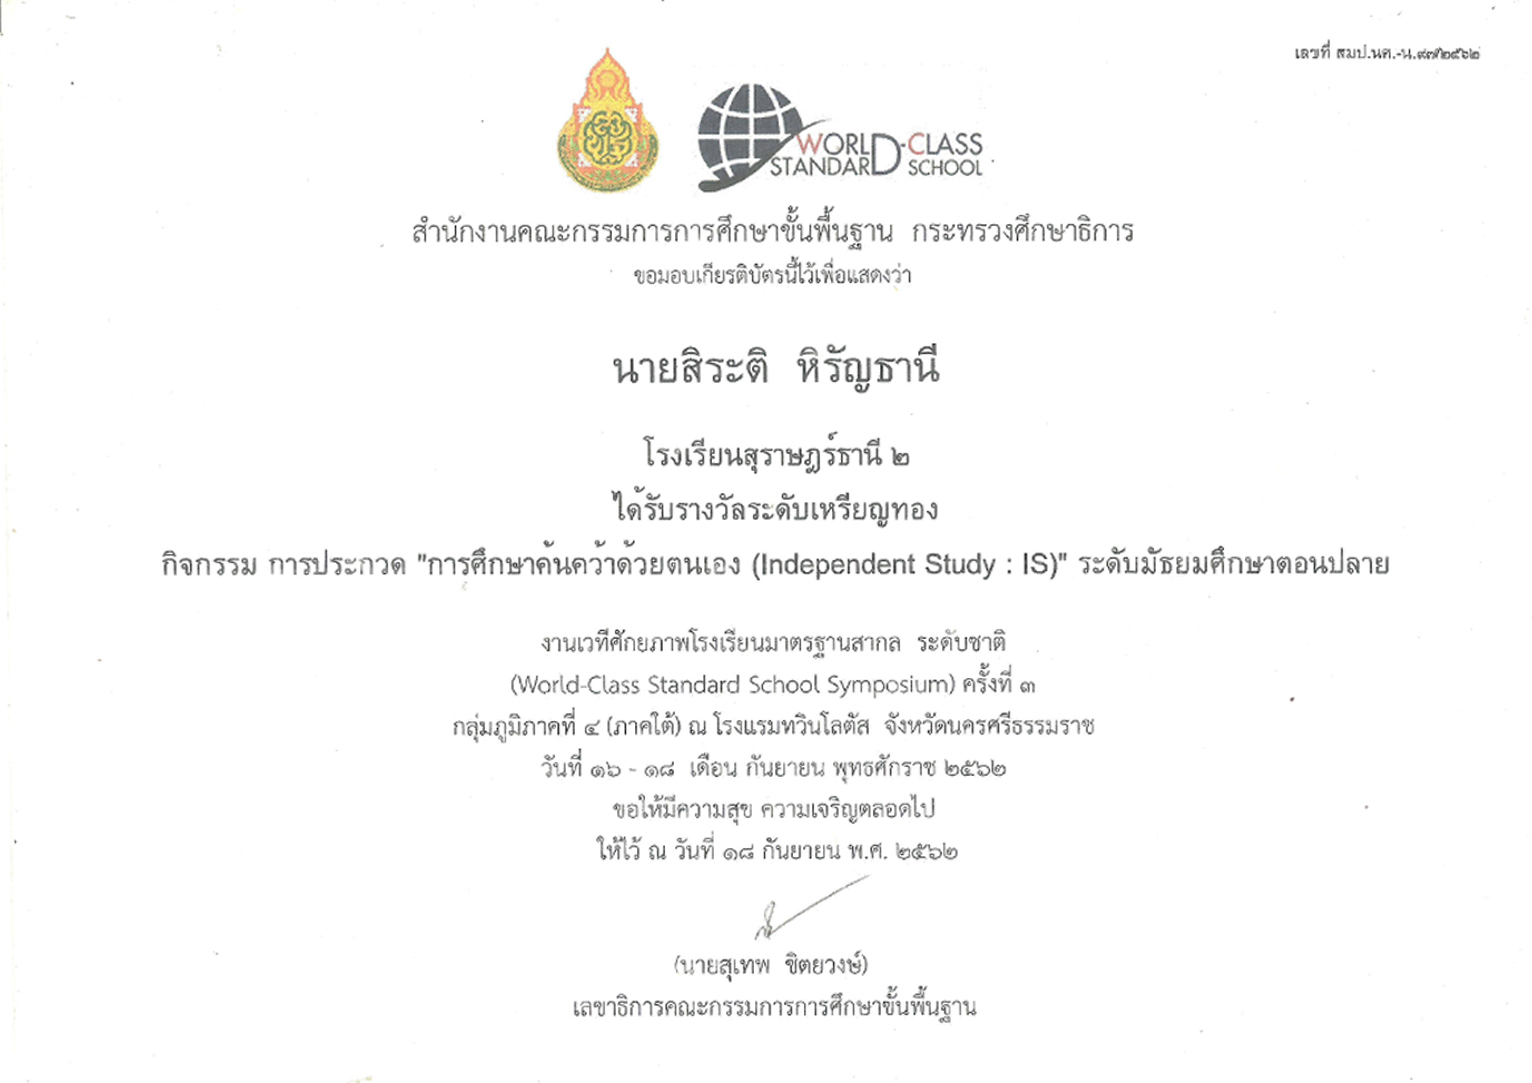 เลขที่ สมป.นศ.-น.๙๗/๒๕๖๒
WORLD-CLASS
STANDARD SCHOOL
สำนักงานคณะกรรมการการศึกษาขั้นพื้นฐาน กระทรวงศึกษาธิการ
ขอมอบเกียรติบัตรนี้ไว้เพื่อแสดงว่า
นายสิระติ หิรัญธานี
โรงเรียนสุราษฎร์ธานี ๒
ได้รับรางวัลระดับเหรียญทอง
กิจกรรม การประกวด "การศึกษาค้นคว้าด้วยตนเอง (Independent Study : IS)" ระดับมัธยมศึกษาตอนปลาย
งานเวทีศักยภาพโรงเรียนมาตรฐานสากล ระดับชาติ
(World-Class Standard School Symposium) ครั้งที่ ๓
กลุ่มภูมิภาคที่ ๔ (ภาคใต้) ณ โรงแรมทวินโลตัส จังหวัดนครศรีธรรมราช
วันที่ ๑๖ - ๑๘ เดือน กันยายน พุทธศักราช ๒๕๖๒
ขอให้มีความสุข ความเจริญตลอดไป
ให้ไว้ ณ วันที่ ๑๘ กันยายน พ.ศ. ๒๕๖๒
(นายสุเทพ ชิตยวงษ์)
เลขาธิการคณะกรรมการการศึกษาขั้นพื้นฐาน